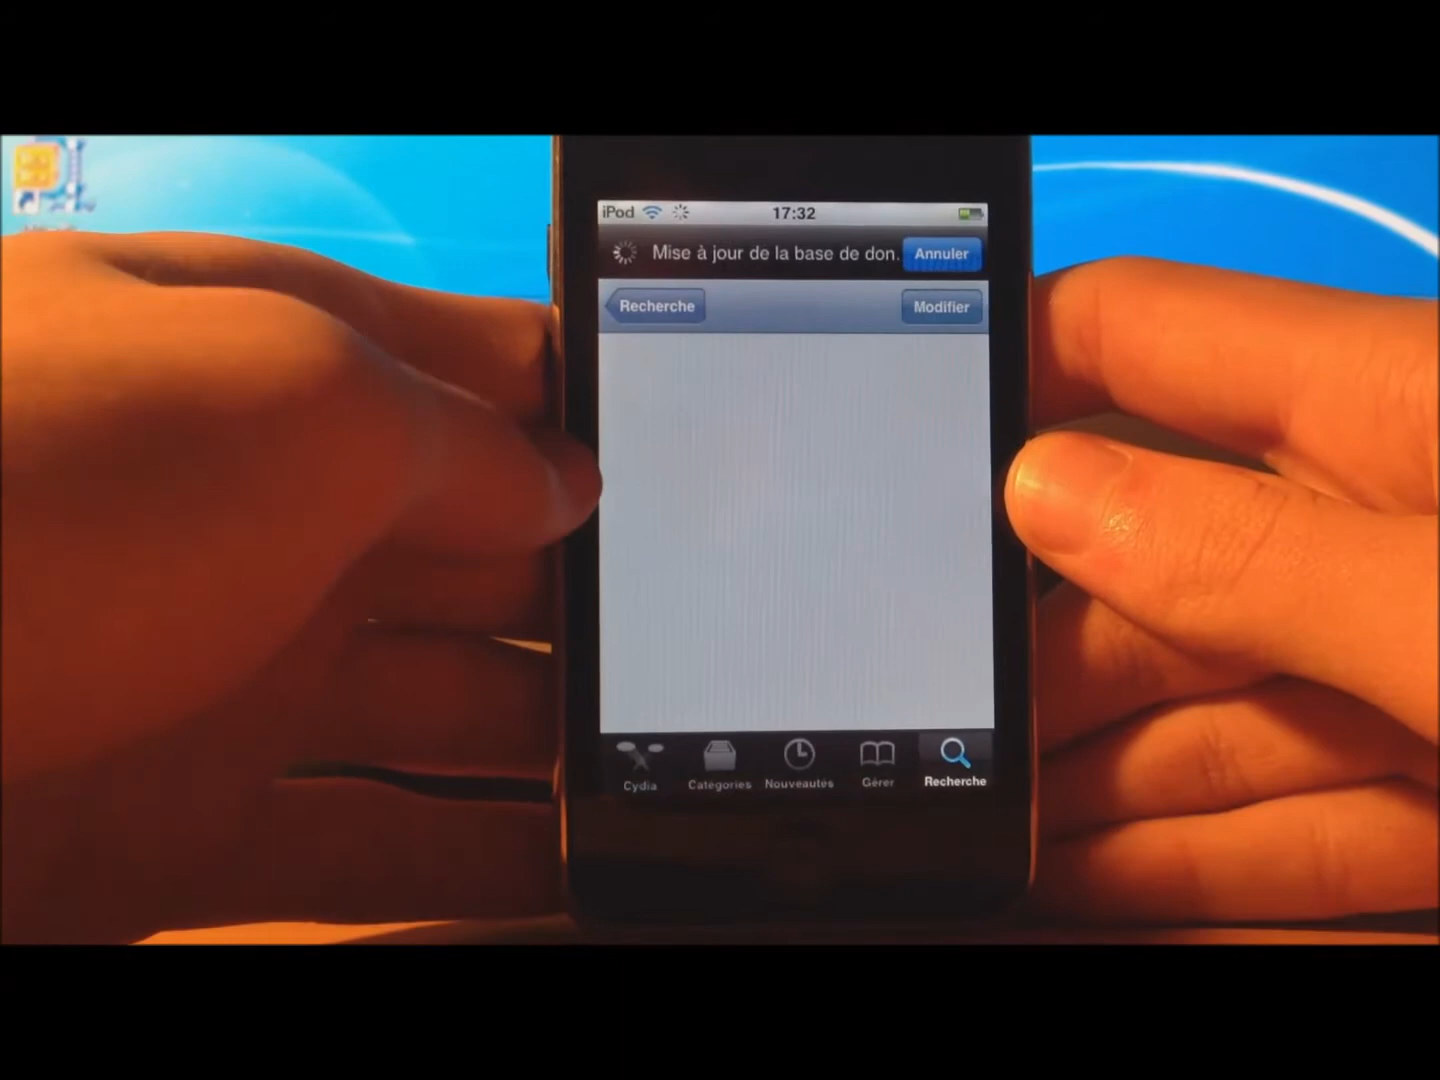 iPod 17:32
Mise à jour de la base de don. Annuler
Recherche Modifier
Cydia Catégories Nouveautés Gérer Recherche